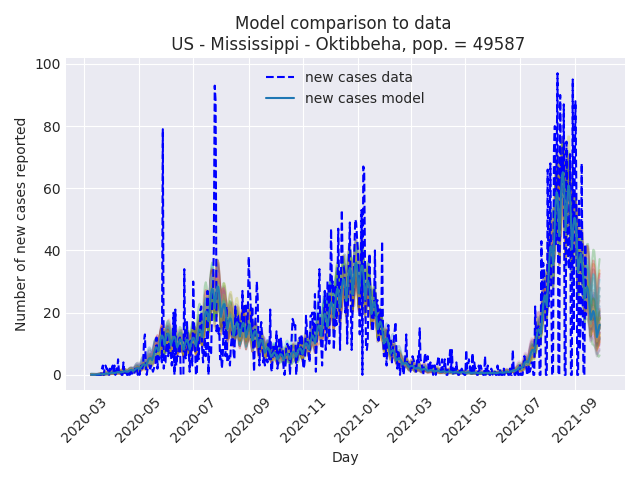 Model comparison to data
US - Mississippi - Oktibbeha, pop. = 49587
new cases data
new cases model
Number of new cases reported
100
80
60
40
20
0
2020-03
2020-05
2020-07
2020-09
2020-11
2021-01
2021-03
2021-05
2021-07
2021-09
Day